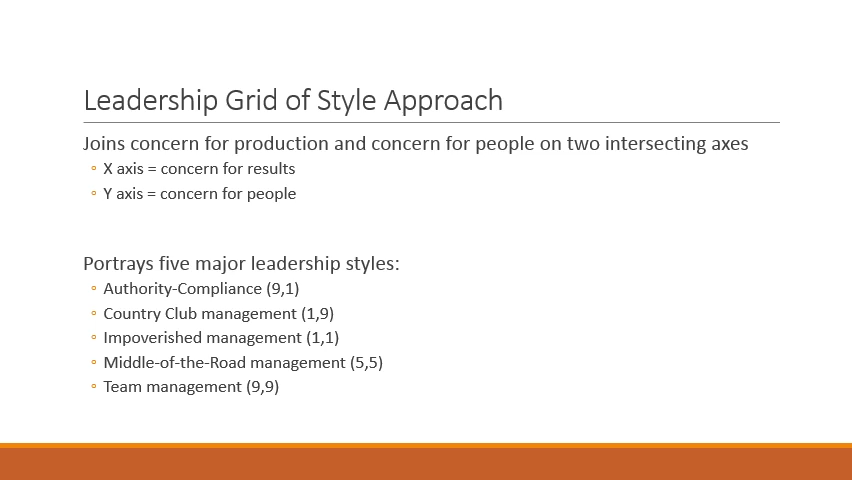 Leadership Grid of Style Approach
Joins concern for production and concern for people on two intersecting axes
◦ X axis = concern for results
◦ Y axis = concern for people
Portrays five major leadership styles:
◦ Authority-Compliance (9,1)
◦ Country Club management (1,9)
◦ Impoverished management (1,1)
◦ Middle-of-the-Road management (5,5)
◦ Team management (9,9)